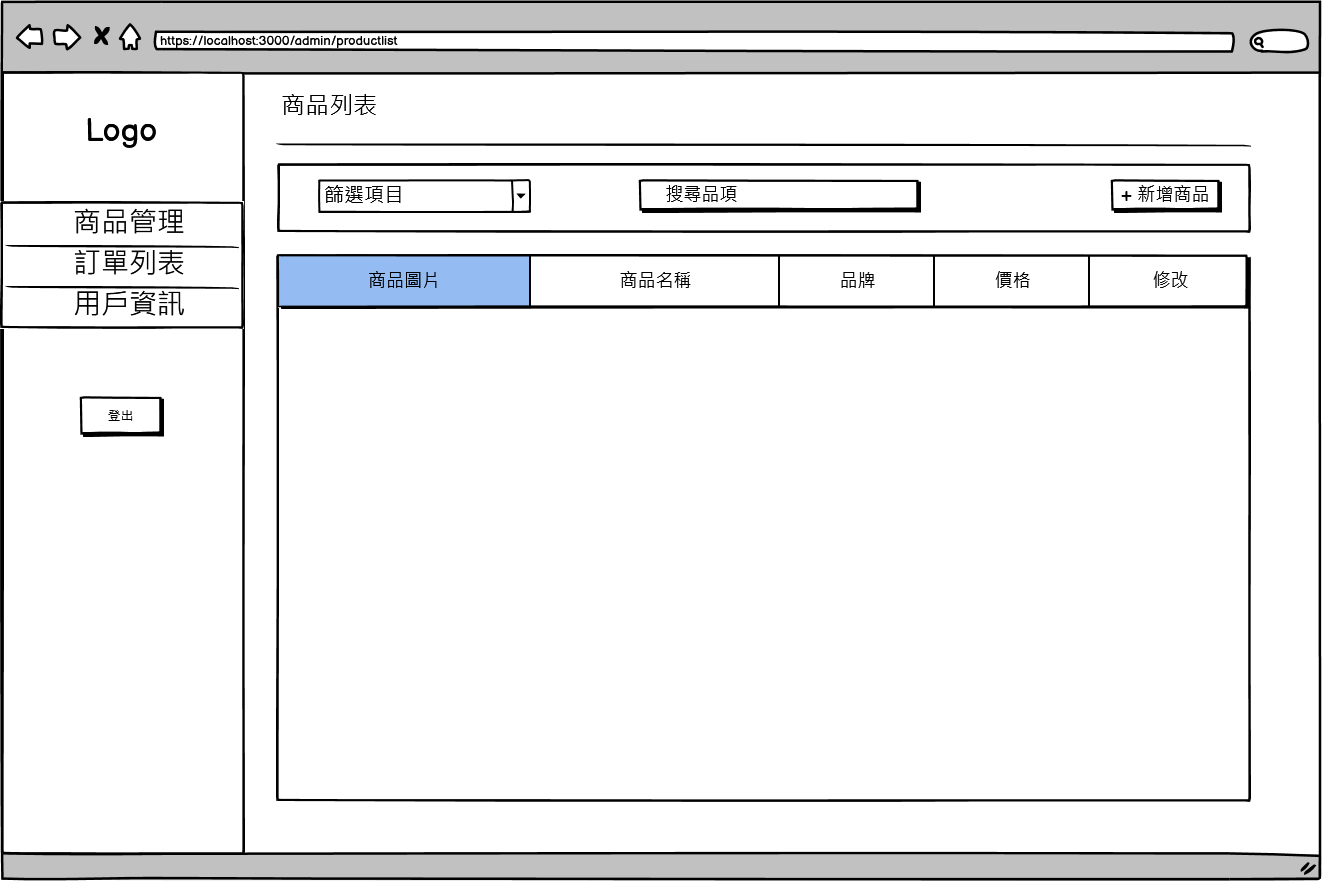 https://localhost:3000/admin/productlist
Logo
商品管理
訂單列表
用戶資訊
登出
商品列表
篩選項目
搜尋品項
+ 新增商品
商品圖片 商品名稱 品牌 價格 修改